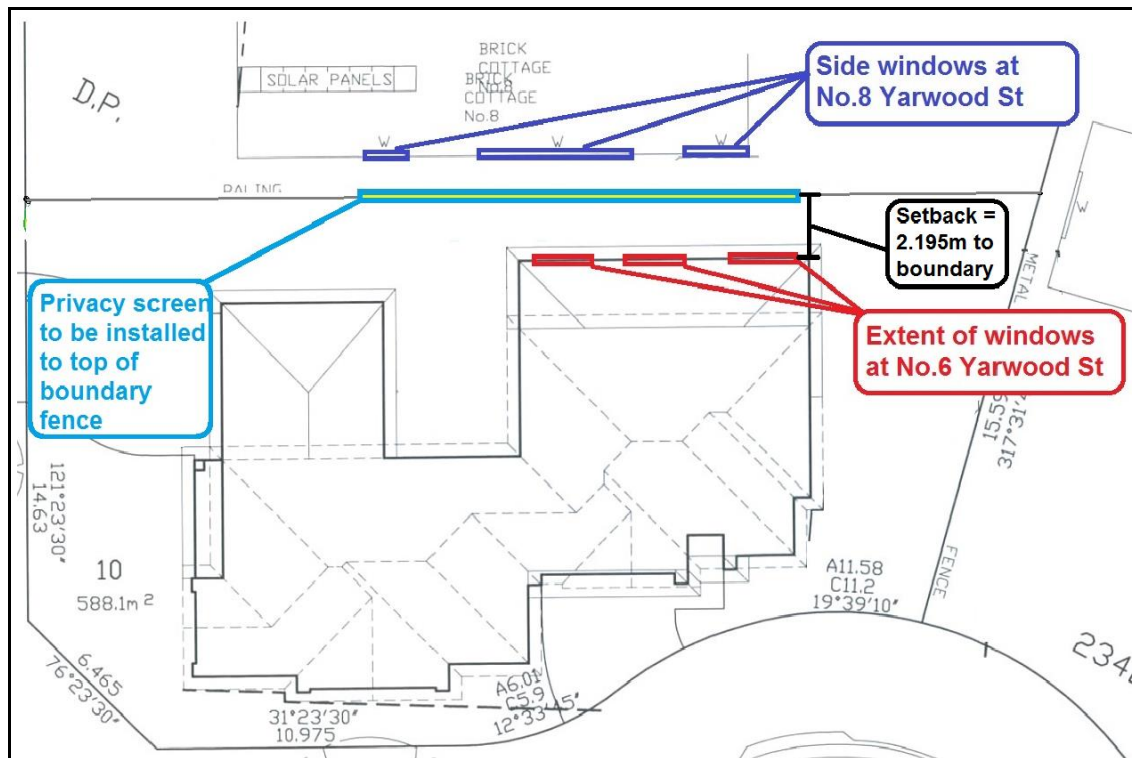 D.P.
SOLAR PANELS
BRICK
COTTAGE
No.8
BRICK
COTTAGE
No.8
Side windows at
No.8 Yarwood St
W
W
W
W
PALING
Setback =
2.195m to
boundary
METAL
Privacy screen
to be installed
to top of
boundary
fence
Extent of windows
at No.6 Yarwood St
317°31'
121°23'30"
14.63
10
588.1m²
FENCE
A11.58
C11.2
19°39'10"
6.465
76°23'30"
31°23'30"
10.975
A6.01
C5.9
12°33'45"